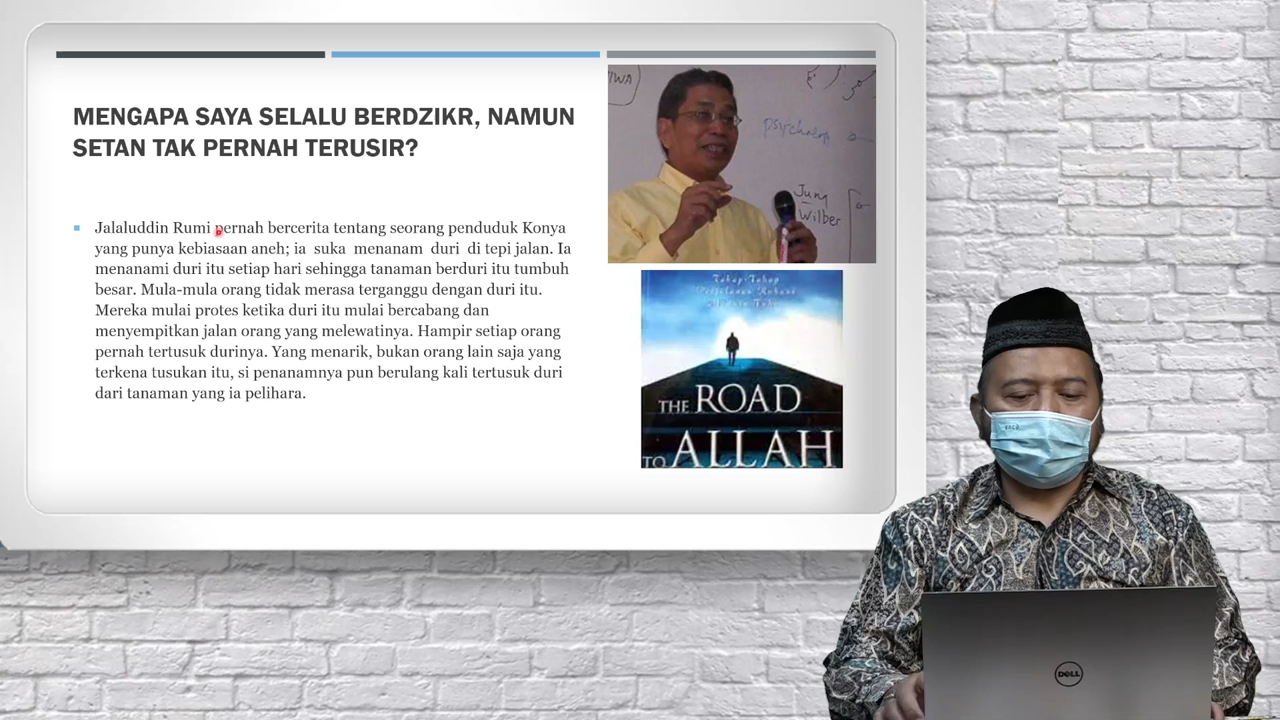 MENGAPA SAYA SELALU BERDZIKR, NAMUN
SETAN TAK PERNAH TERUSIR?
Jalaluddin Rumi pernah bercerita tentang seorang penduduk Konya
yang punya kebiasaan aneh; ia suka menanam duri di tepi jalan. Ia
menanami duri itu setiap hari sehingga tanaman berduri itu tumbuh
besar. Mula-mula orang tidak merasa terganggu dengan duri itu.
Mereka mulai protes ketika duri itu mulai bercabang dan
menyempitkan jalan orang yang melewatinya. Hampir setiap orang
pernah tertusuk durinya. Yang menarik, bukan orang lain saja yang
terkena tusukan itu, si penanamnya pun berulang kali tertusuk duri
dari tanaman yang ia pelihara.
Jung
Wilber
Tahap-Tahap
THE ROAD
TO ALLAH
DELL